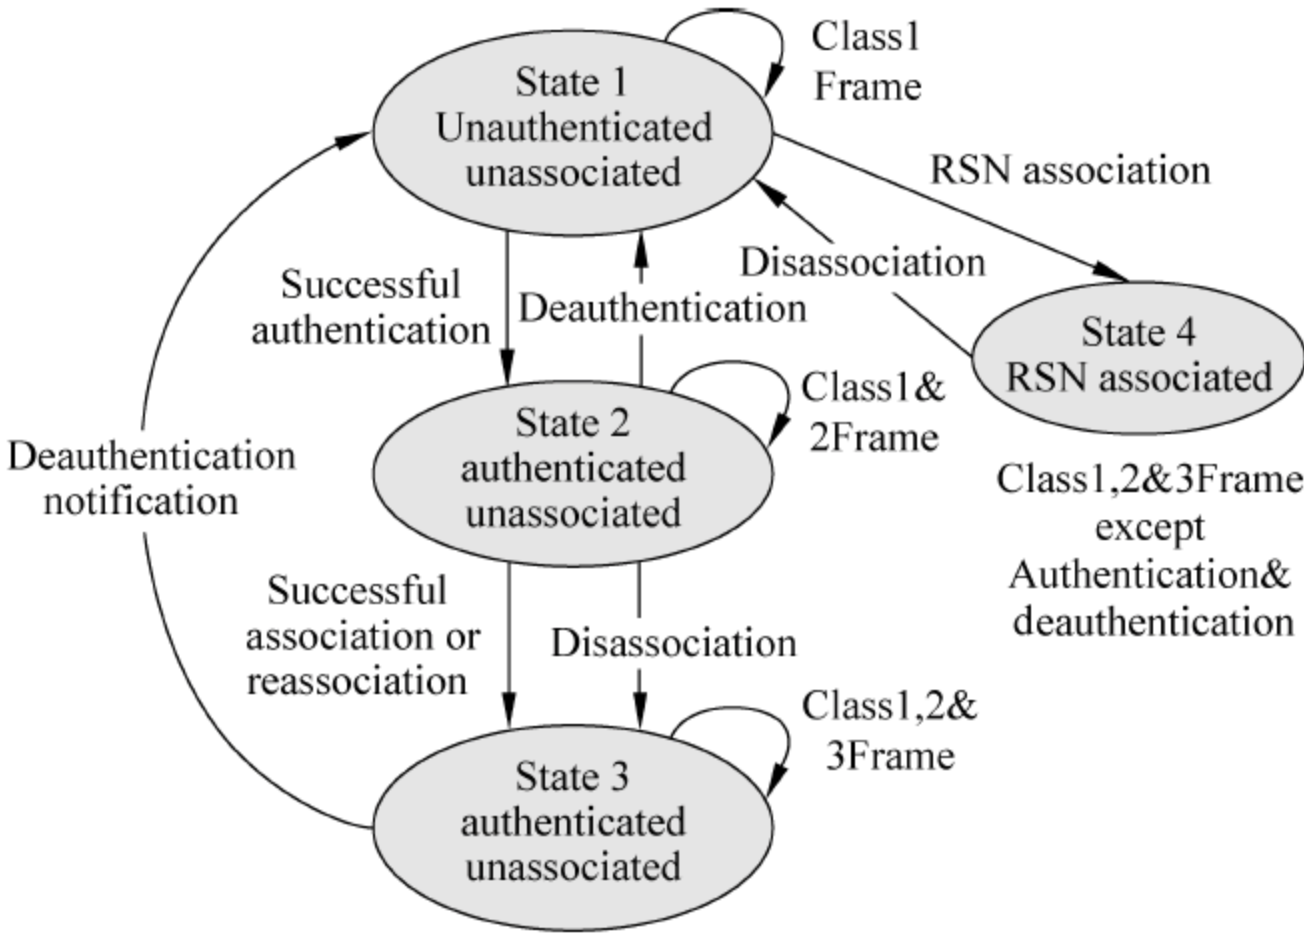 Class1
Frame
State 1
Unauthenticated
unassociated
RSN association
Disassociation
Successful
authentication
Deauthentication
State 4
RSN associated
Class1&
2Frame
State 2
authenticated
unassociated
Deauthentication
notification
Class1,2&3Frame
except
Authentication&
deauthentication
Successful
association or
reassociation
Disassociation
Class1,2&
3Frame
State 3
authenticated
unassociated